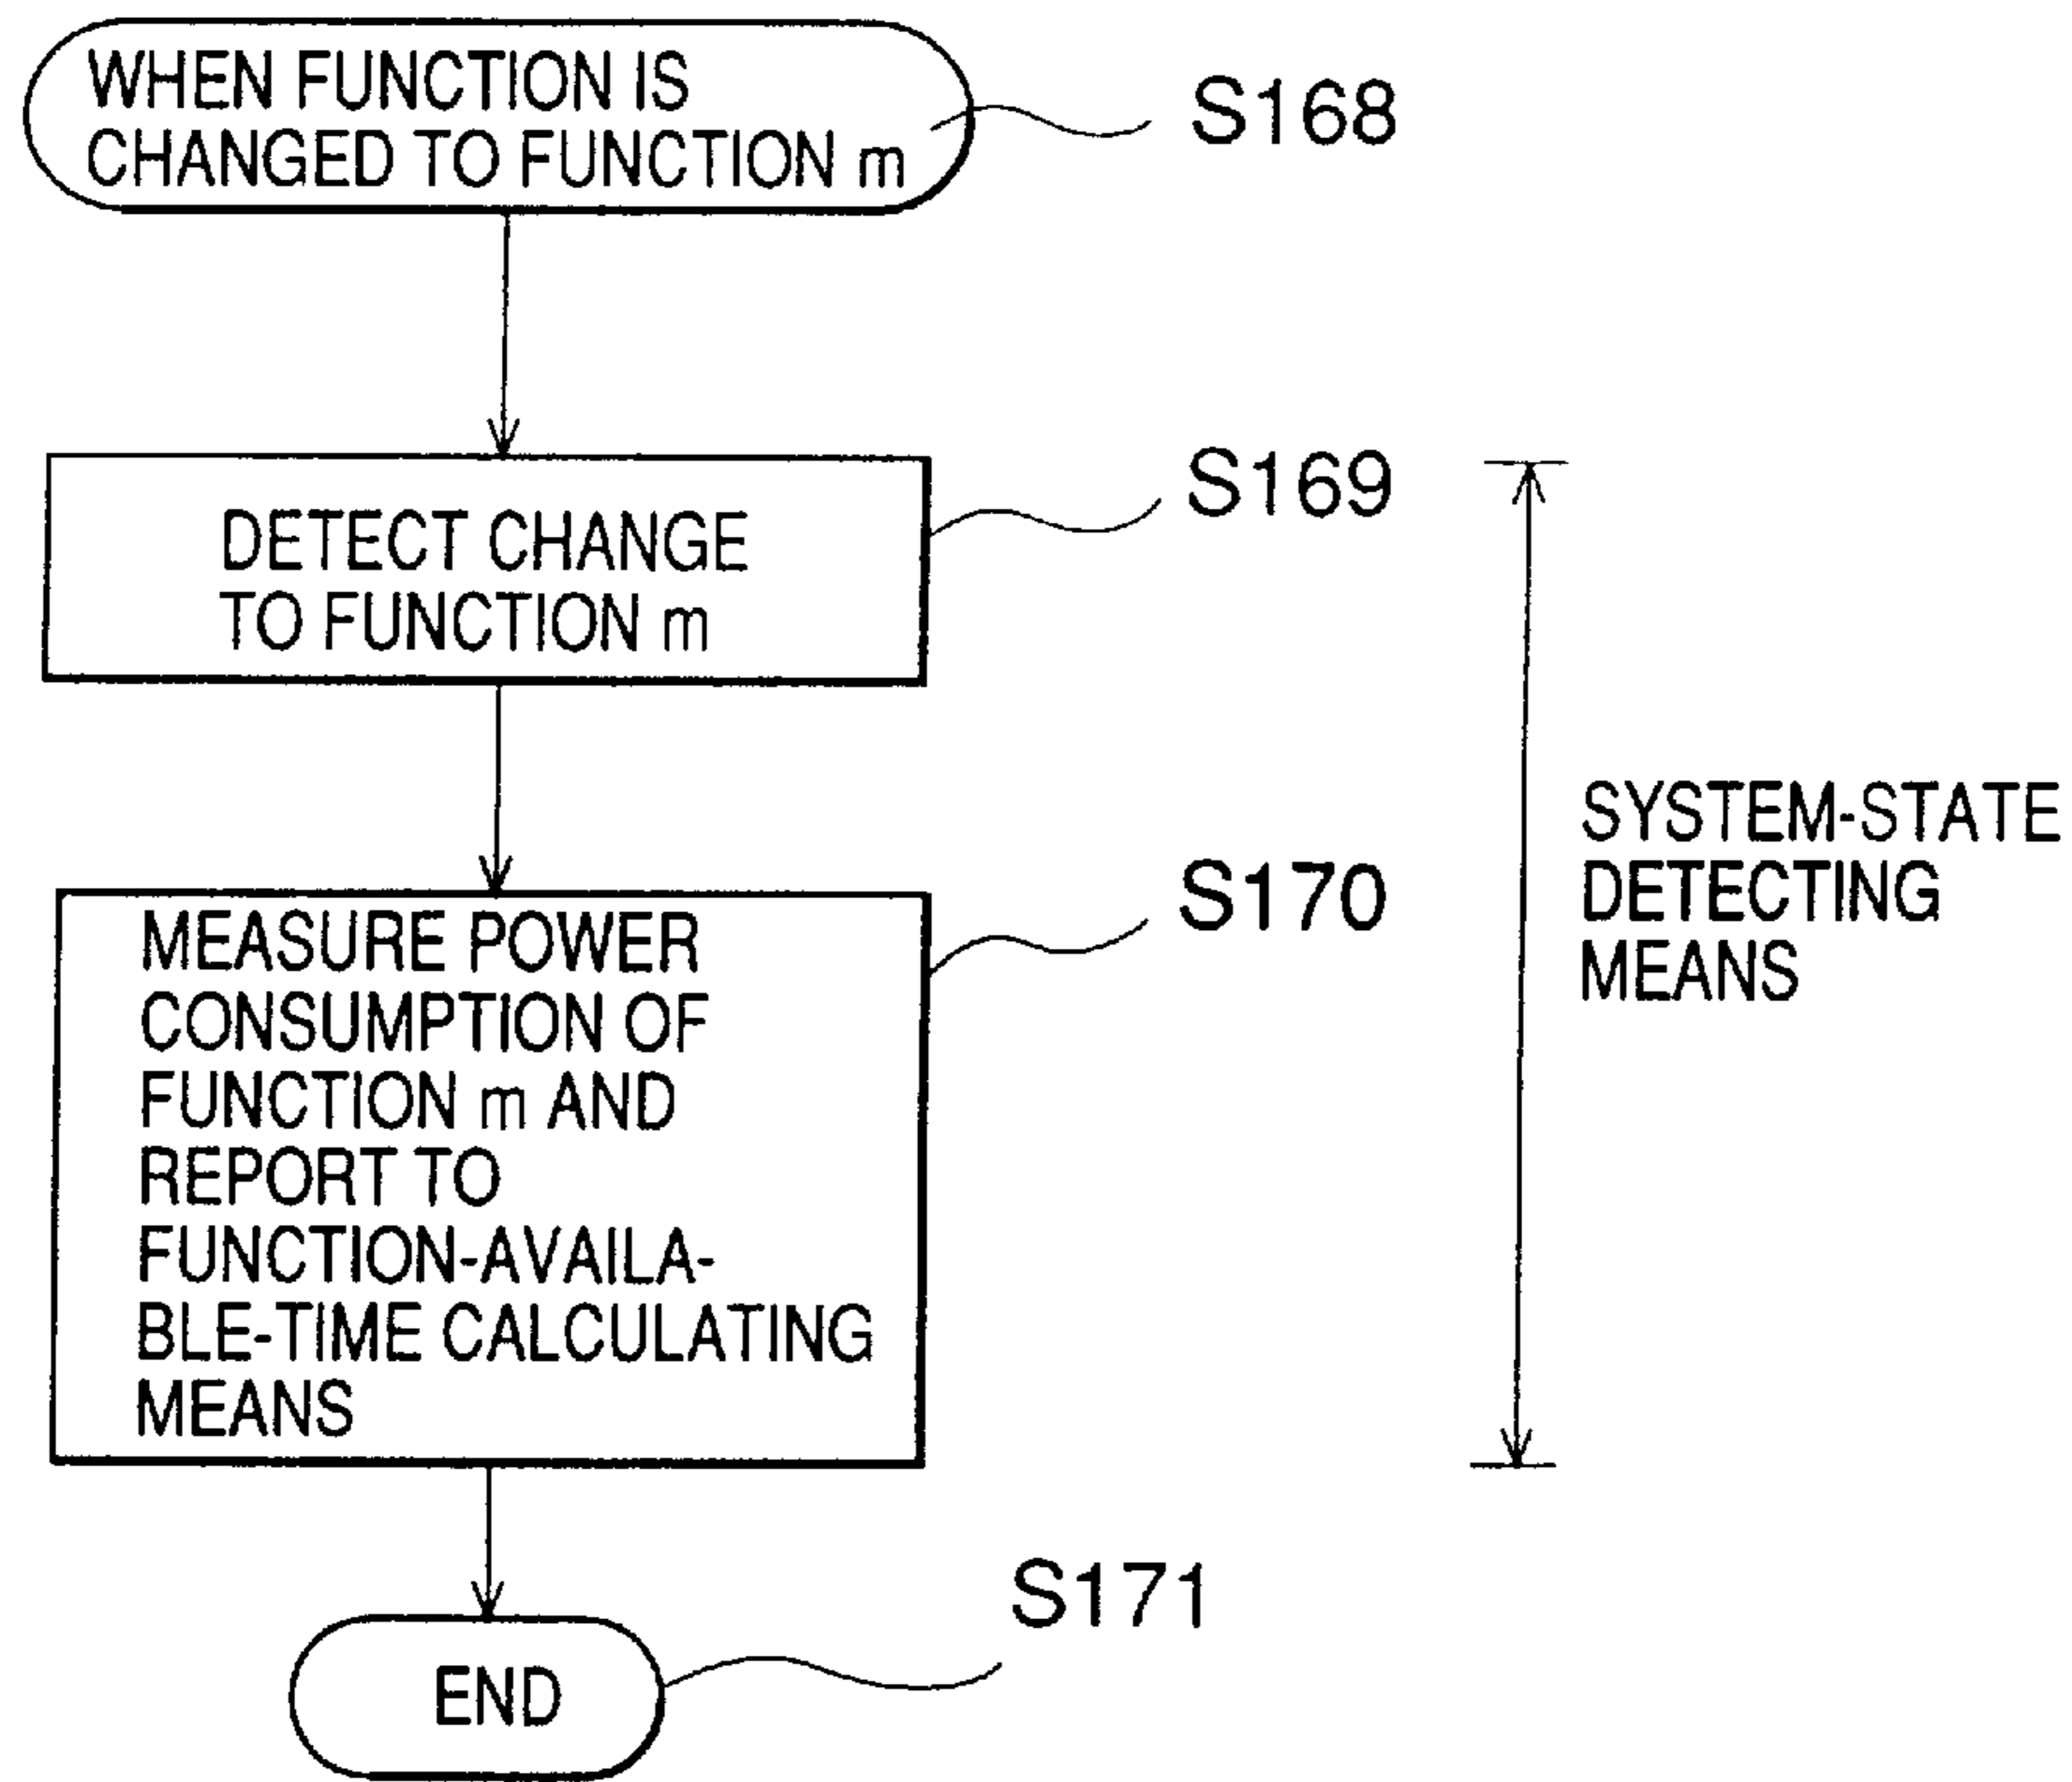 WHEN FUNCTION IS
CHANGED TO FUNCTION m
S168
DETECT CHANGE
TO FUNCTION m
S169
MEASURE POWER
CONSUMPTION OF
FUNCTION m AND
REPORT TO
FUNCTION-AVAILA-
BLE-TIME CALCULATING
MEANS
S170
SYSTEM-STATE
DETECTING
MEANS
END
S171